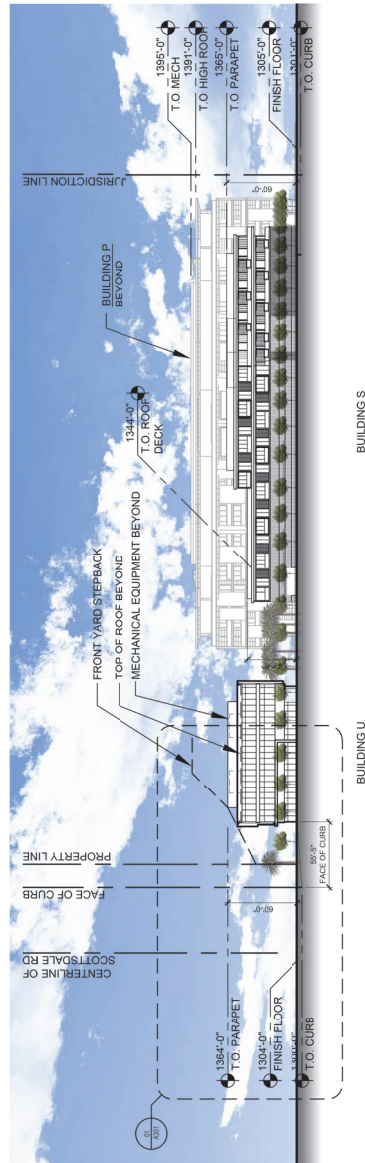 1395'-0"
T.O MECH
1391'-0"
T.O HIGH ROOF
1365'-0"
T.O. PARAPET
1305'-0"
FINISH FLOOR
T.O. CURB
60'-0"
JURISDICTION LINE
BUILDING P
BEYOND
1344'-0"
T.O. ROOF
DECK
FRONT YARD STEPBACK
TOP OF ROOF BEYOND
MECHANICAL EQUIPMENT BEYOND
PROPERTY LINE
FACE OF CURB
CENTERLINE OF
SCOTTSDALE RD
55'-5"
FACE OF CURB
60'-0"
1364'-0"
T.O. PARAPET
1304'-0"
FINISH FLOOR
T.O. CURB
01
A301
BUILDING U
BUILDING S